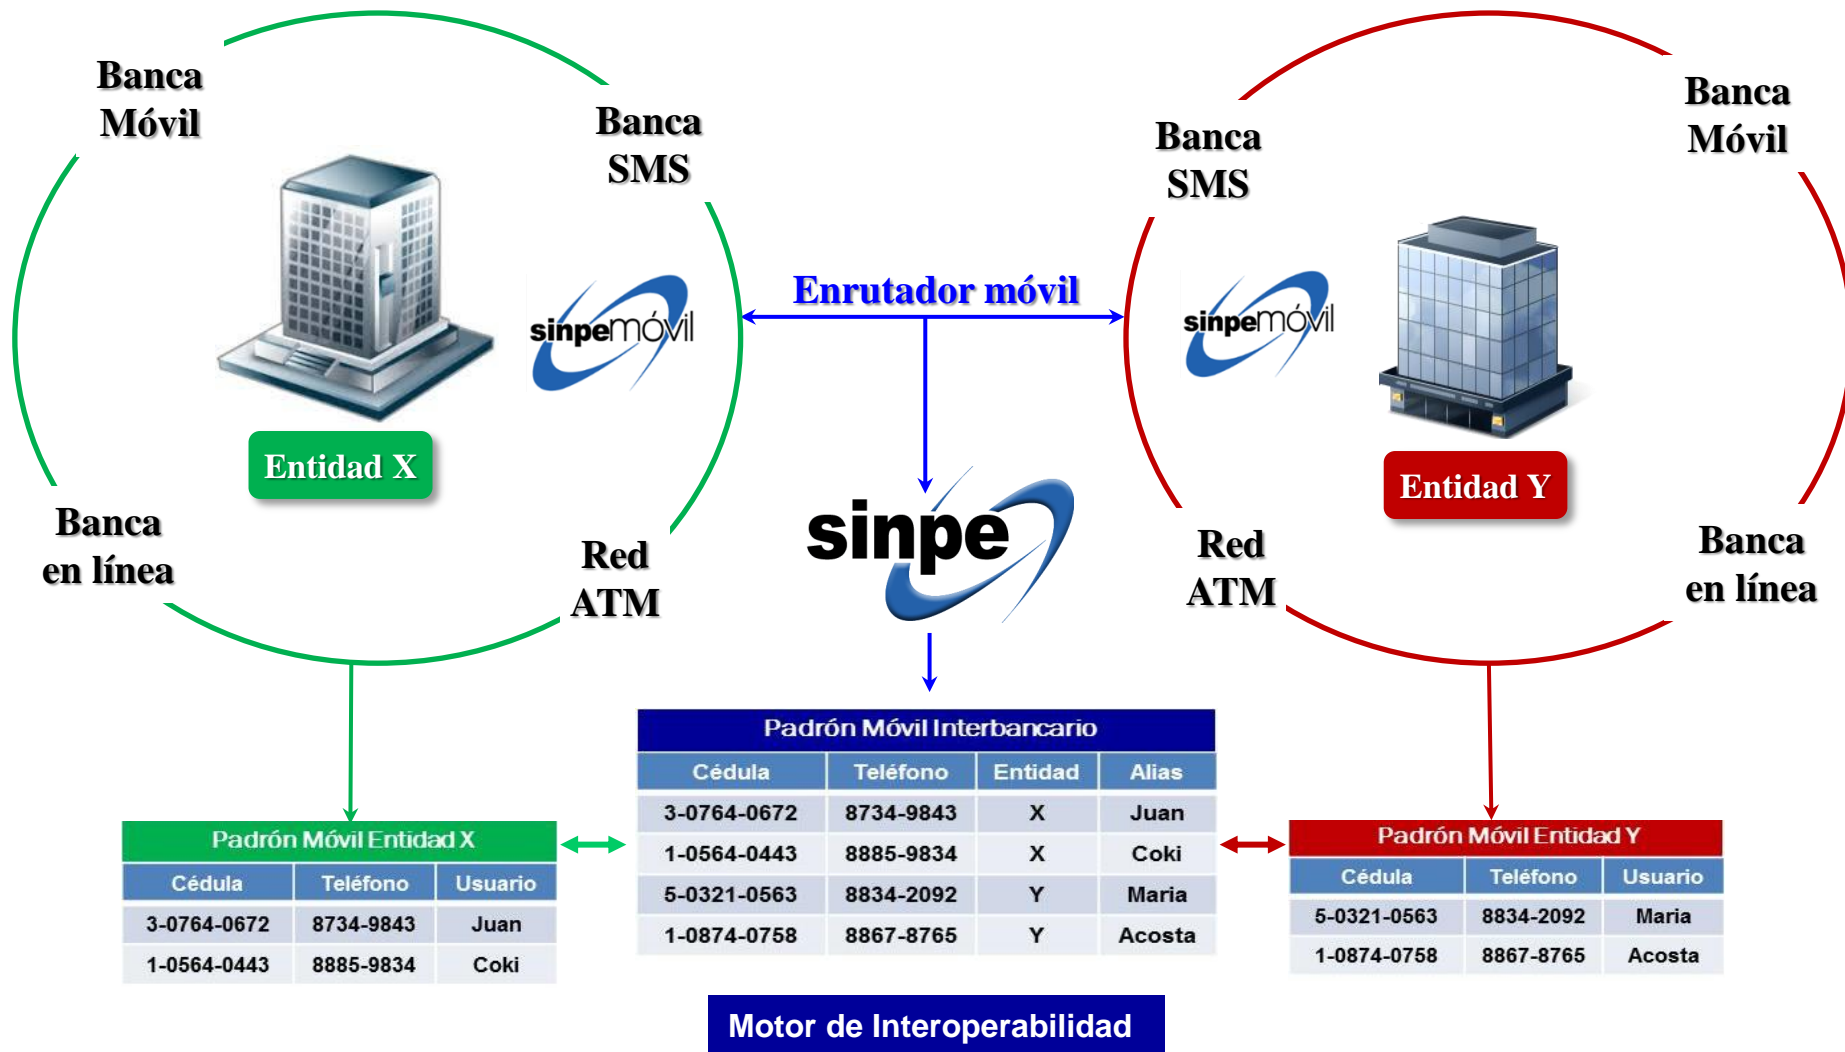 Banca
Móvil
Banca
SMS
sinpemóvil
Entidad X
Banca
en línea
Red
ATM
Enrutador móvil
sinpe
Banca
SMS
Banca
Móvil
sinpemóvil
Entidad Y
Red
ATM
Banca
en línea
Padrón Móvil Entidad X
Cédula Teléfono Usuario
3-0764-0672 8734-9843 Juan
1-0564-0443 8885-9834 Coki
Padrón Móvil Interbancario
Cédula Teléfono Entidad Alias
3-0764-0672 8734-9843 X Juan
1-0564-0443 8885-9834 X Coki
5-0321-0563 8834-2092 Y Maria
1-0874-0758 8867-8765 Y Acosta
Padrón Móvil Entidad Y
Cédula Teléfono Usuario
5-0321-0563 8834-2092 Maria
1-0874-0758 8867-8765 Acosta
Motor de Interoperabilidad